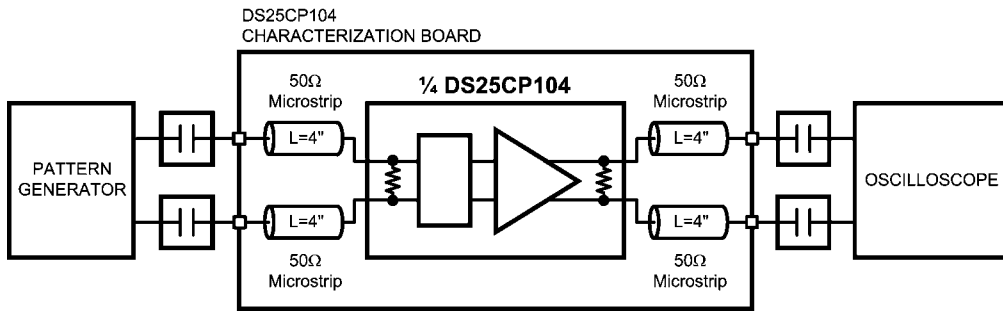 DS25CP104
CHARACTERIZATION BOARD
50Ω
Microstrip
¼ DS25CP104
50Ω
Microstrip
L=4"
L=4"
PATTERN
GENERATOR
OSCILLOSCOPE
L=4"
L=4"
50Ω
Microstrip
50Ω
Microstrip